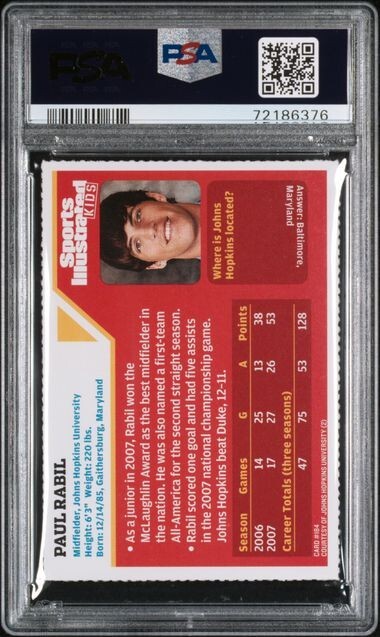 PSA
PSA
72186376
Sports
Illustrated
KIDS
PAUL RABIL
Midfielder, Johns Hopkins University
Height: 6'3" Weight: 220 lbs.
Born: 12/14/85, Gaithersburg, Maryland
Where is Johns
Hopkins located?
Answer: Baltimore,
Maryland
• As a junior in 2007, Rabil won the
McLaughlin Award as the best midfielder in
the nation. He was also named a first-team
All-America for the second straight season.
• Rabil scored one goal and had five assists
in the 2007 national championship game.
Johns Hopkins beat Duke, 12-11.
Season Games G A Points
2006 14 25 13 38
2007 17 27 26 53
Career Totals (three seasons)
47 75 53 128
CARD #184
COURTESY OF JOHNS HOPKINS UNIVERSITY (2)